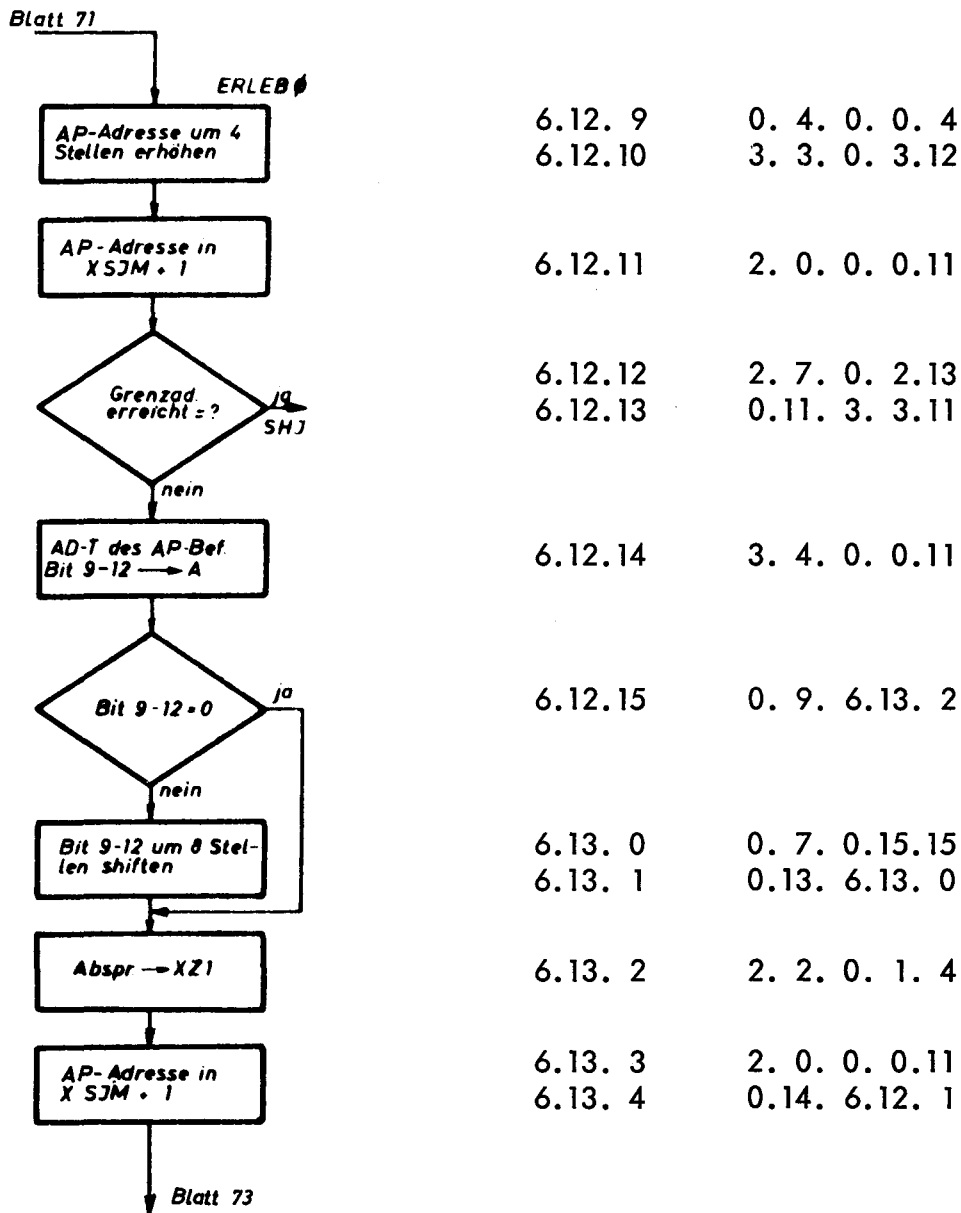 Blatt 71
ERLEBØ
AP-Adresse um 4
Stellen erhöhen
6.12. 9 0. 4. 0. 0. 4
6.12.10 3. 3. 0. 3.12
AP-Adresse in
XSJM + 1
6.12.11 2. 0. 0. 0.11
Grenzad.
erreicht = ?
ja
SHJ
6.12.12 2. 7. 0. 2.13
6.12.13 0.11. 3. 3.11
nein
AD-T des AP-Bef.
Bit 9-12 → A
6.12.14 3. 4. 0. 0.11
Bit 9-12=0
ja
6.12.15 0. 9. 6.13. 2
nein
Bit 9-12 um 8 Stel-
len shiften
6.13. 0 0. 7. 0.15.15
6.13. 1 0.13. 6.13. 0
Abspr → XZ1
6.13. 2 2. 2. 0. 1. 4
AP-Adresse in
X SJM + 1
6.13. 3 2. 0. 0. 0.11
6.13. 4 0.14. 6.12. 1
Blatt 73